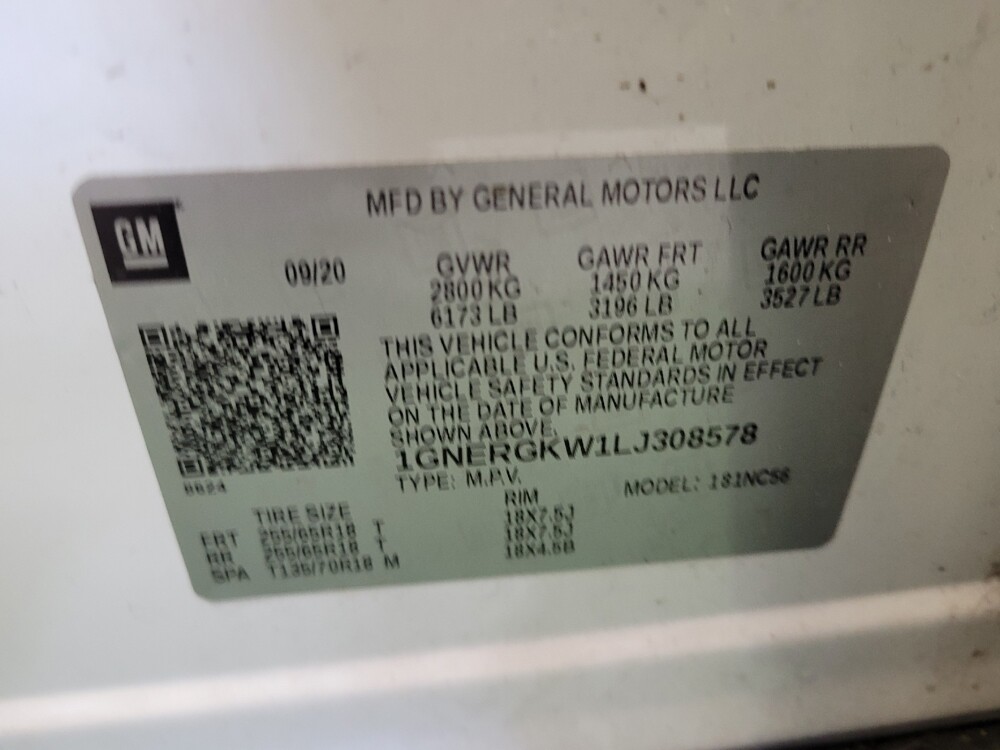 MFD BY GENERAL MOTORS LLC
GM
09/20
GVWR GAWR FRT GAWR RR
2800 KG 1450 KG 1600 KG
6173 LB 3196 LB 3527 LB
THIS VEHICLE CONFORMS TO ALL
APPLICABLE U.S. FEDERAL MOTOR
VEHICLE SAFETY STANDARDS IN EFFECT
ON THE DATE OF MANUFACTURE
SHOWN ABOVE.
1GNERGKW1LJ308578
TYPE: M.P.V. MODEL: 1S1NC56
8624
TIRE SIZE RIM
FRT 255/65R18 T 18X7.5J
RR 255/65R18 T 18X7.5J
SPA T135/70R18 M 18X4.5B